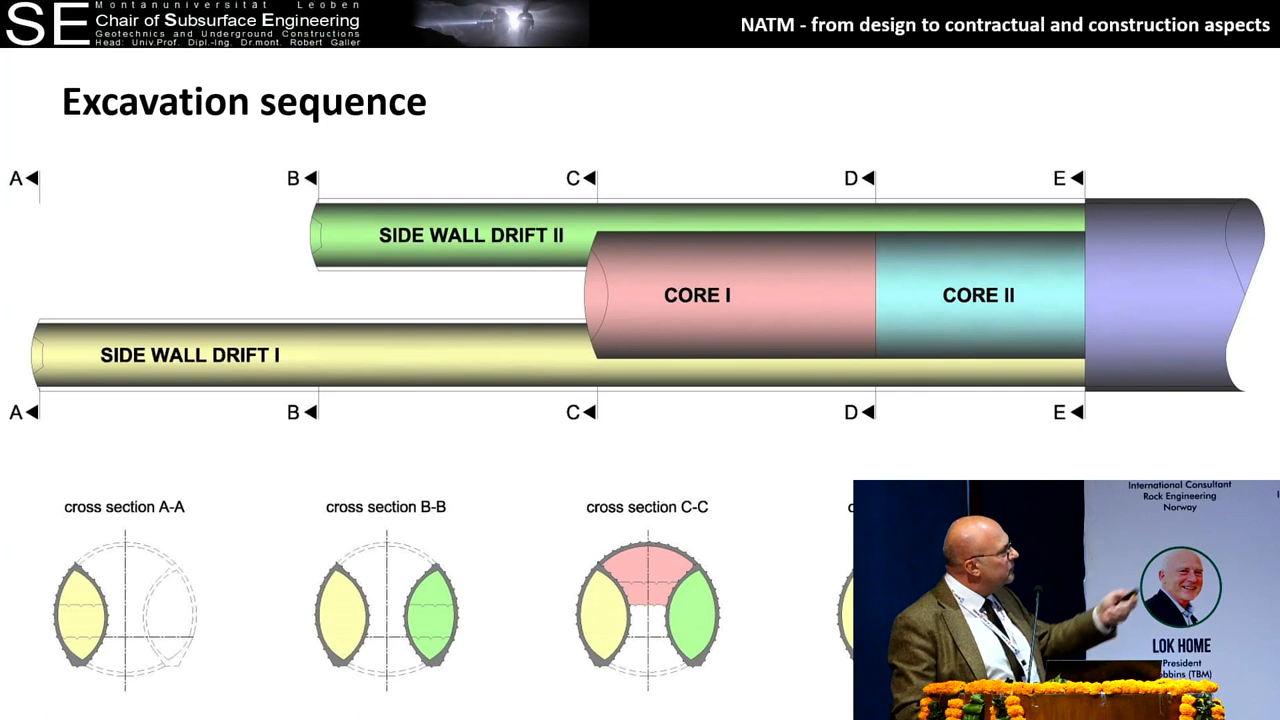 SE
Montanuniversität Leoben
Chair of Subsurface Engineering
Geotechnics and Underground Constructions
Head: Univ.Prof. Dipl.-Ing. Dr.mont. Robert Galler
NATM - from design to contractual and construction aspects
Excavation sequence
A B C D E
SIDE WALL DRIFT II
CORE I
CORE II
SIDE WALL DRIFT I
A B C D E
cross section A-A
cross section B-B
cross section C-C
c
International Consultant
Rock Engineering
Norway
LOK HOME
President
bbins (TBM)